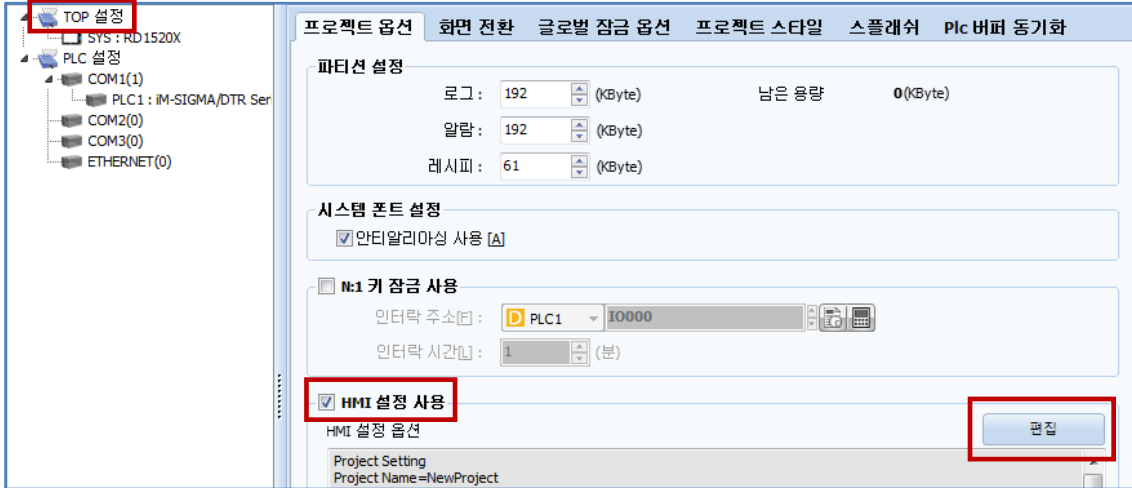 TOP 설정
SYS : RD1520X
PLC 설정
COM1(1)
PLC1 : iM-SIGMA/DTR Ser
COM2(0)
COM3(0)
ETHERNET(0)
프로젝트 옵션 화면 전환 글로벌 잠금 옵션 프로젝트 스타일 스플래쉬 Plc 버퍼 동기화
파티션 설정
로그 : 192 (KByte) 남은 용량 0(KByte)
알람 : 192 (KByte)
레시피 : 61 (KByte)
시스템 폰트 설정
안티알리아싱 사용 [A]
N:1 키 잠금 사용
인터락 주소[F] : D PLC1 IO000
인터락 시간[L] : 1 (분)
HMI 설정 사용
편집
HMI 설정 옵션
Project Setting
Project Name=NewProject